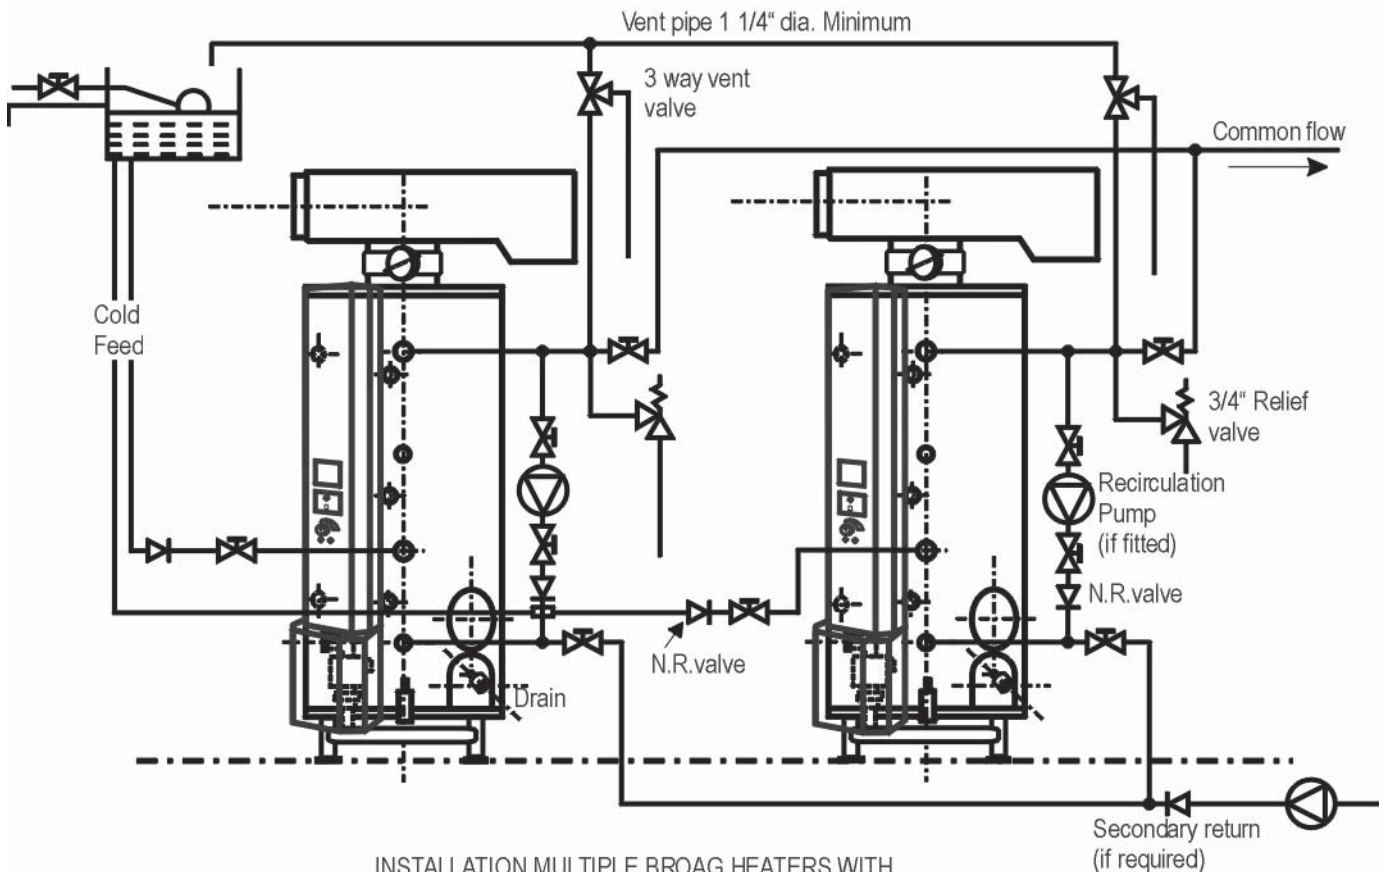 Vent pipe 1 1/4“ dia. Minimum
3 way vent
valve
Common flow
Cold
Feed
3/4“ Relief
valve
Recirculation
Pump
(if fitted)
N.R.valve
N.R.valve
Drain
Secondary return
(if required)
INSTALLATION MULTIPLE BROAG HEATERS WITH